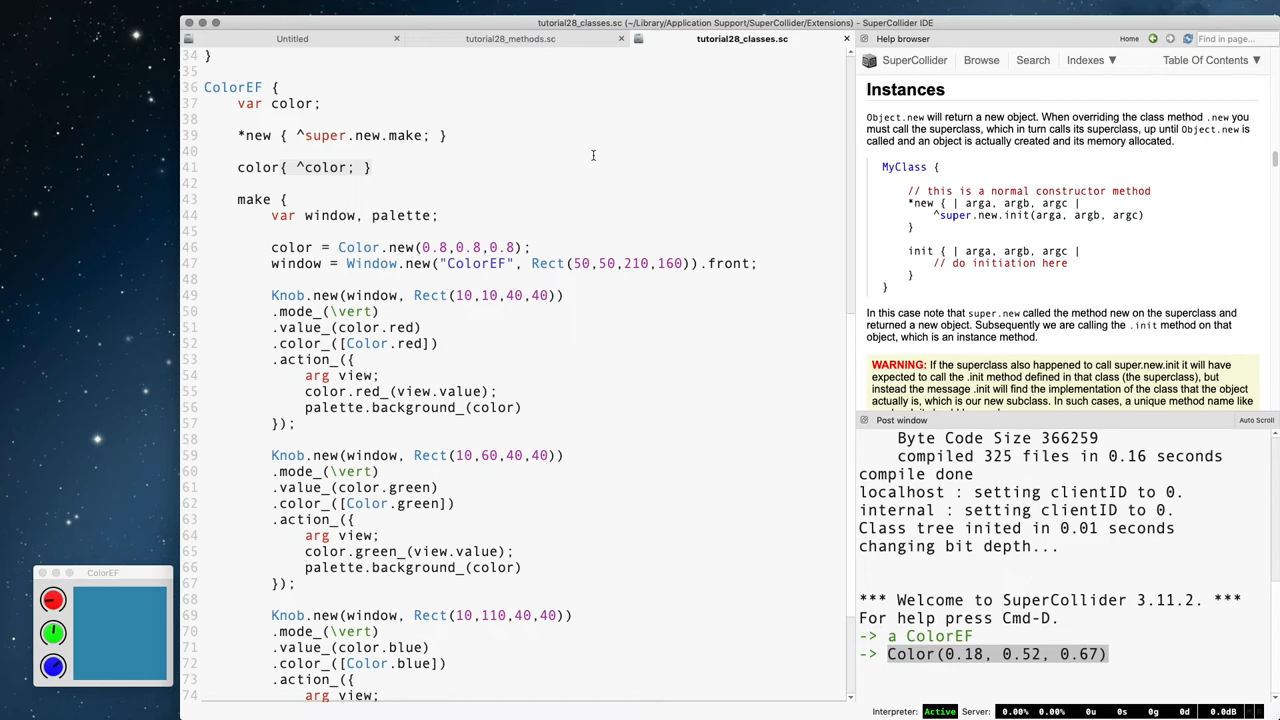 tutorial28_classes.sc (~/Library/Application Support/SuperCollider/Extensions) - SuperCollider IDE
Untitled
tutorial28_methods.sc
tutorial28_classes.sc
34 }
35
36 ColorEF {
37 var color;
38
39 *new { ^super.new.make; }
40
41 color{ ^color; }
42
43 make {
44 var window, palette;
45
46 color = Color.new(0.8,0.8,0.8);
47 window = Window.new("ColorEF", Rect(50,50,210,160)).front;
48
49 Knob.new(window, Rect(10,10,40,40))
50 .mode_(\vert)
51 .value_(color.red)
52 .color_([Color.red])
53 .action_({
54 arg view;
55 color.red_(view.value);
56 palette.background_(color)
57 });
58
59 Knob.new(window, Rect(10,60,40,40))
60 .mode_(\vert)
61 .value_(color.green)
62 .color_([Color.green])
63 .action_({
64 arg view;
65 color.green_(view.value);
66 palette.background_(color)
67 });
68
69 Knob.new(window, Rect(10,110,40,40))
70 .mode_(\vert)
71 .value_(color.blue)
72 .color_([Color.blue])
73 .action_({
74 arg view;
ColorEF
Help browser
Home
Find in page...
SuperCollider Browse Search Indexes ▼ Table Of Contents ▼
Instances
Object.new will return a new object. When overriding the class method .new you
must call the superclass, which in turn calls its superclass, up until Object.new is
called and an object is actually created and its memory allocated.
MyClass {
// this is a normal constructor method
*new { | arga, argb, argc |
^super.new.init(arga, argb, argc)
}
init { | arga, argb, argc |
// do initiation here
}
}
In this case note that super.new called the method new on the superclass and
returned a new object. Subsequently we are calling the .init method on that
object, which is an instance method.
WARNING: If the superclass also happened to call super.new.init it will have
expected to call the .init method defined in that class (the superclass), but
instead the message .init will find the implementation of the class that the object
actually is, which is our new subclass. In such cases, a unique method name like
Post window
Auto Scroll
Byte Code Size 366259
compiled 325 files in 0.16 seconds
compile done
localhost : setting clientID to 0.
internal : setting clientID to 0.
Class tree inited in 0.01 seconds
changing bit depth...
*** Welcome to SuperCollider 3.11.2. ***
For help press Cmd-D.
-> a ColorEF
-> Color(0.18, 0.52, 0.67)
Interpreter: Active Server: 0.00% 0.00% 0u 0s 0g 0d 0.0dB